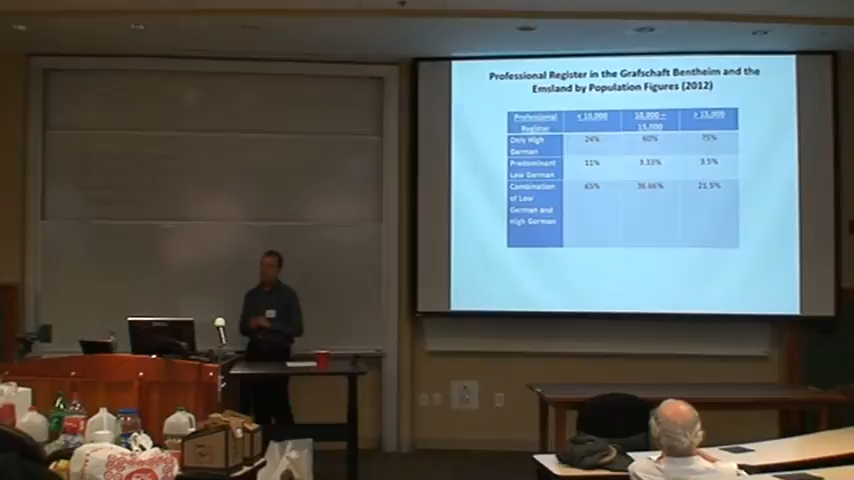 Professional Register in the Grafschaft Bentheim and the
Emsland by Population Figures (2012)
Professional < 10,000 10,000 – > 15,000
Register 15,000
Only High 24% 60% 75%
German
Predominant 11% 3.33% 3.5%
Low German
Combination 65% 36.66% 21.5%
of Low
German and
High German